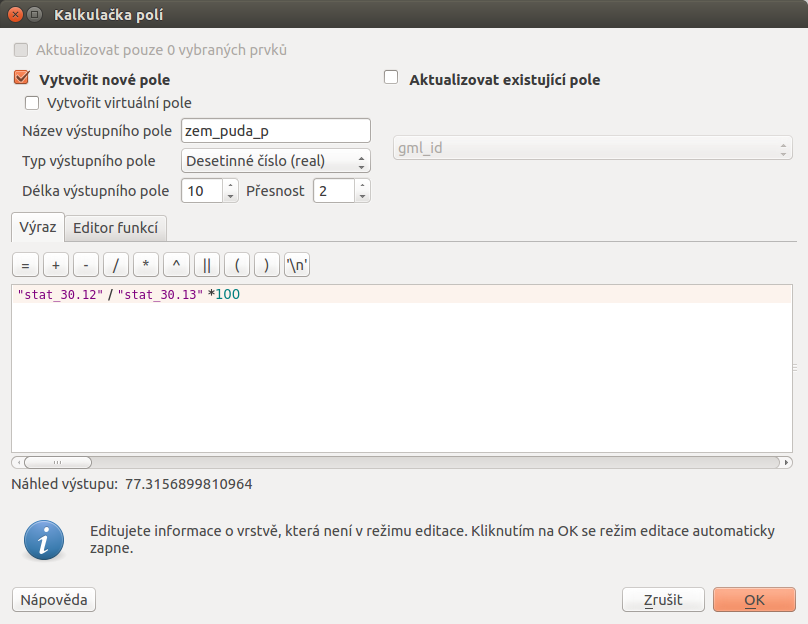 Kalkulačka polí
Aktualizovat pouze 0 vybraných prvků
Vytvořit nové pole
Aktualizovat existující pole
Vytvořit virtuální pole
Název výstupního pole zem_puda_p
gml_id
Typ výstupního pole Desetinné číslo (real)
Délka výstupního pole 10 Přesnost 2
Výraz Editor funkcí
= + - / * ^ || ( ) '\n'
"stat_30.12" / "stat_30.13" *100
Náhled výstupu: 77.3156899810964
Editujete informace o vrstvě, která není v režimu editace. Kliknutím na OK se režim editace automaticky
zapne.
Nápověda Zrušit OK